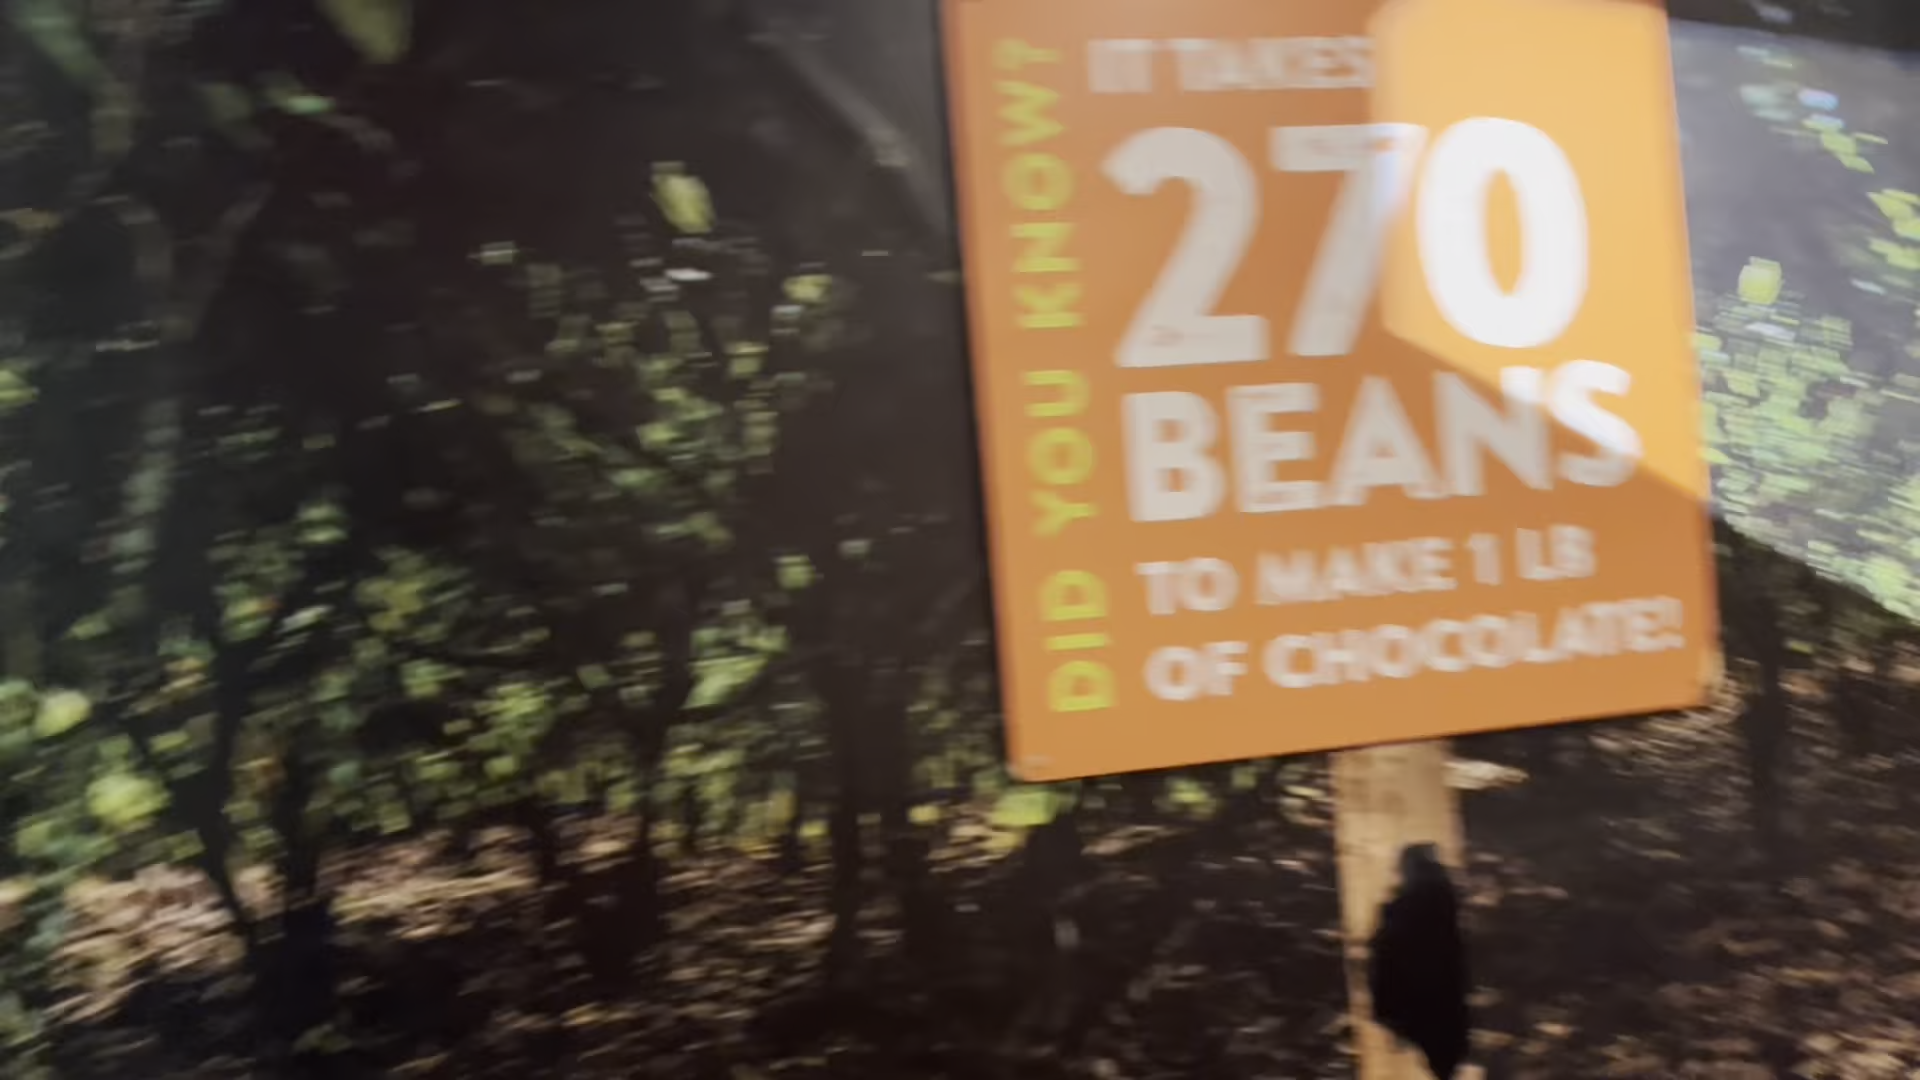 DID YOU KNOW?
IT TAKES
270
BEANS
TO MAKE 1 LB
OF CHOCOLATE!